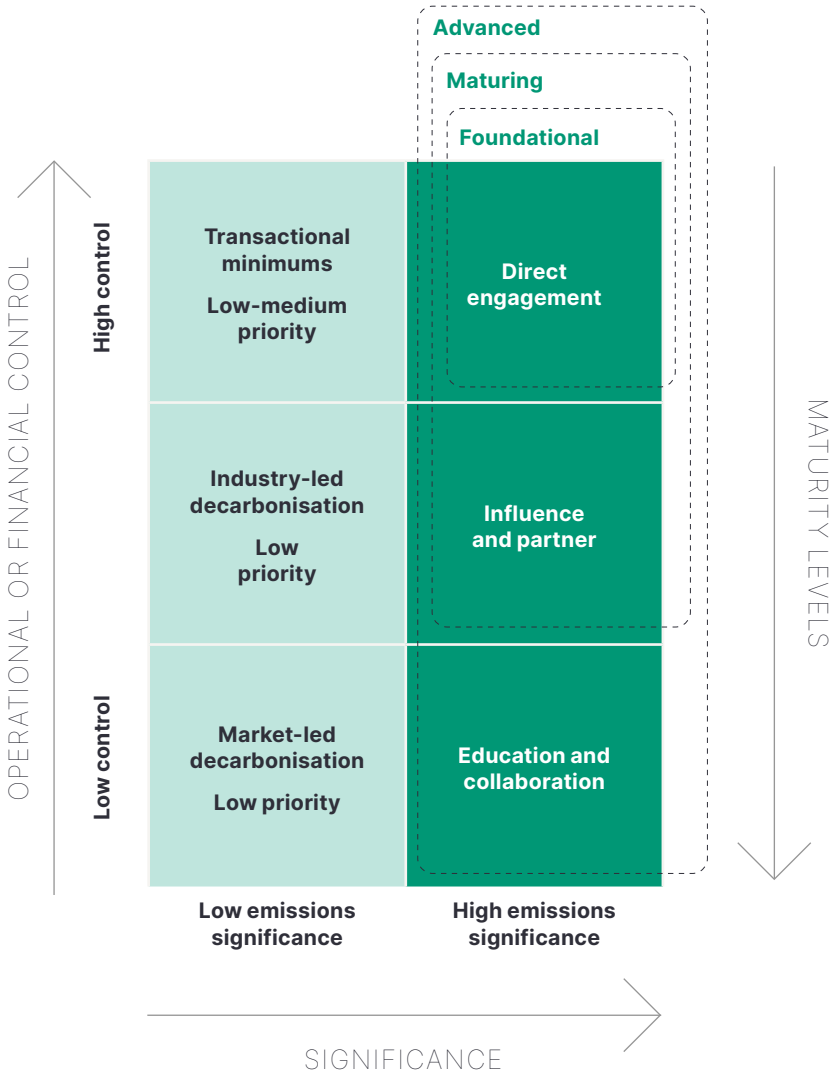 Advanced
Maturing
Foundational
OPERATIONAL OR FINANCIAL CONTROL
High control
Transactional
minimums
Low-medium
priority
Direct
engagement
Industry-led
decarbonisation
Low
priority
Influence
and partner
Low control
Market-led
decarbonisation
Low priority
Education and
collaboration
MATURITY LEVELS
Low emissions
significance
High emissions
significance
SIGNIFICANCE